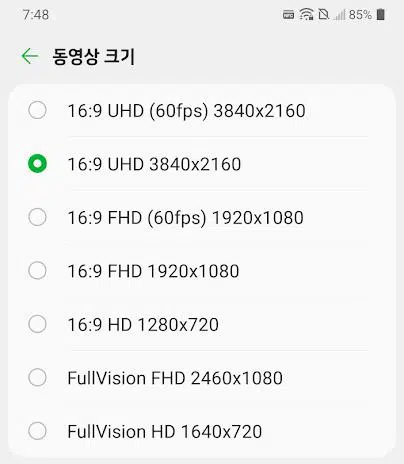 7:48
85%
동영상 크기
16:9 UHD (60fps) 3840x2160
16:9 UHD 3840x2160
16:9 FHD (60fps) 1920x1080
16:9 FHD 1920x1080
16:9 HD 1280x720
FullVision FHD 2460x1080
FullVision HD 1640x720